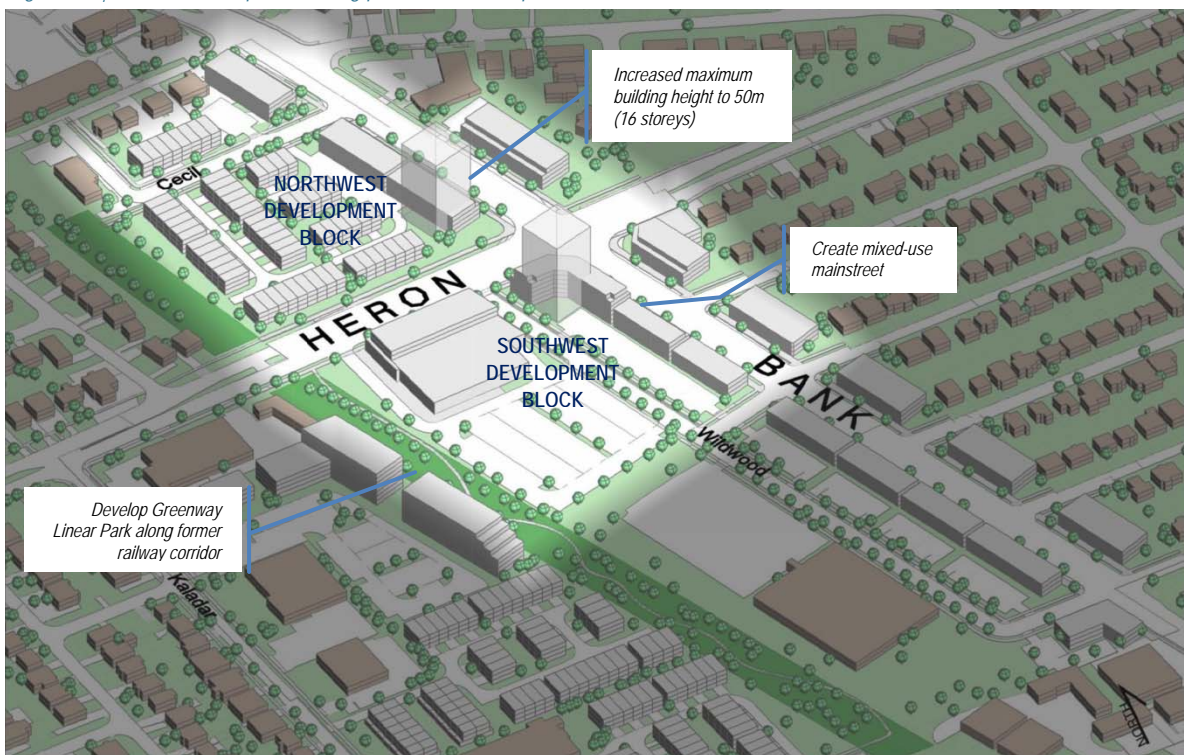 Increased maximum
building height to 50m
(16 storeys)
Cecil
NORTHWEST
DEVELOPMENT
BLOCK
Create mixed-use
mainstreet
HERON
SOUTHWEST
DEVELOPMENT
BLOCK
BANK
Wildwood
Develop Greenway
Linear Park along former
railway corridor
Kaladar
NORTH